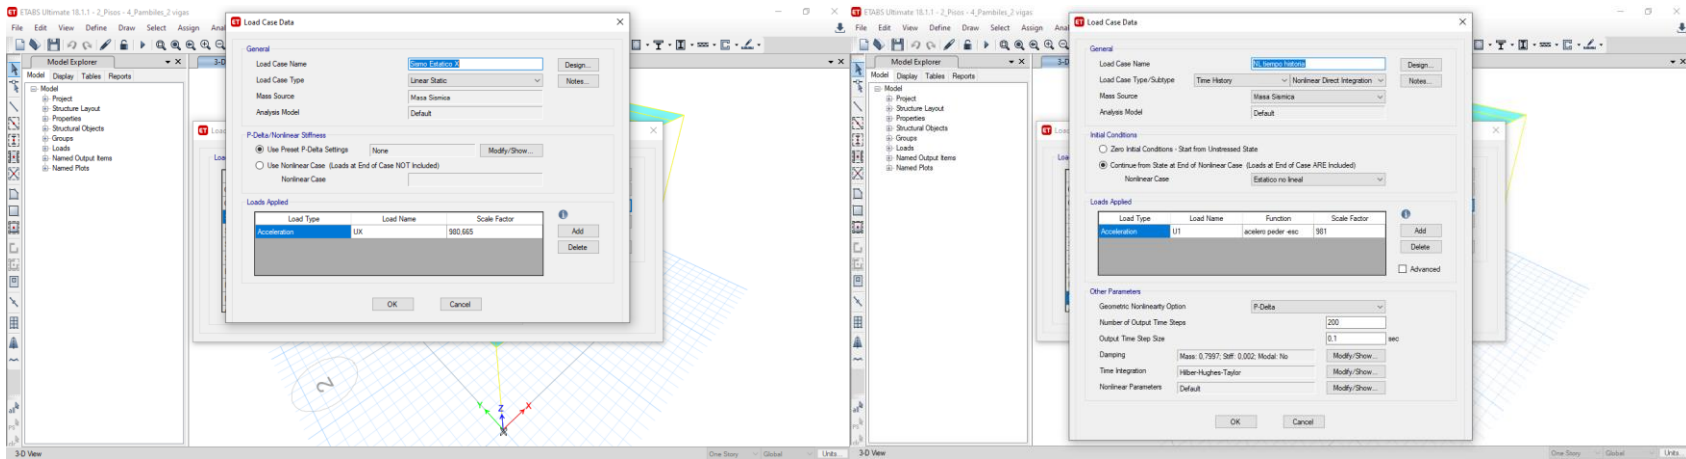 ETABS Ultimate 18.1.1 - 2_Pisos - 4_Pambiles_2 vigas
File Edit View Define Draw Select Assign Anal
Model Explorer
Model Display Tables Reports
Model
Project
Structure Layout
Properties
Structural Objects
Groups
Loads
Named Output Items
Named Plots
3-D
Load Case Data
General
Load Case Name Sismo Estatico X Design...
Load Case Type Linear Static Notes...
Mass Source Masa Sismica
Analysis Model Default
P-Delta/Nonlinear Stiffness
Use Preset P-Delta Settings None Modify/Show...
Use Nonlinear Case (Loads at End of Case NOT Included)
Nonlinear Case
Loads Applied
Load Type Load Name Scale Factor
Acceleration UX 980,665
Add
Delete
OK Cancel
2
Y Z X
3-D View One Story Global Units...
ETABS Ultimate 18.1.1 - 2_Pisos - 4_Pambiles_2 vigas
File Edit View Define Draw Select Assign Anal
Model Explorer
Model Display Tables Reports
Model
Project
Structure Layout
Properties
Structural Objects
Groups
Loads
Named Output Items
Named Plots
3-D
Load Case Data
General
Load Case Name NL tiempo historia Design...
Load Case Type/Subtype Time History Nonlinear Direct Integration Notes...
Mass Source Masa Sismica
Analysis Model Default
Initial Conditions
Zero Initial Conditions - Start from Unstressed State
Continue from State at End of Nonlinear Case (Loads at End of Case ARE Included)
Nonlinear Case Estatico no lineal
Loads Applied
Load Type Load Name Function Scale Factor
Acceleration U1 acelero peder -esc 981
Add
Delete
Advanced
Other Parameters
Geometric Nonlinearity Option P-Delta
Number of Output Time Steps 200
Output Time Step Size 0,1 sec
Damping Mass: 0,7997; Stiff: 0,002; Modal: No Modify/Show...
Time Integration Hilber-Hughes-Taylor Modify/Show...
Nonlinear Parameters Default Modify/Show...
OK Cancel
3-D View One Story Global Units...